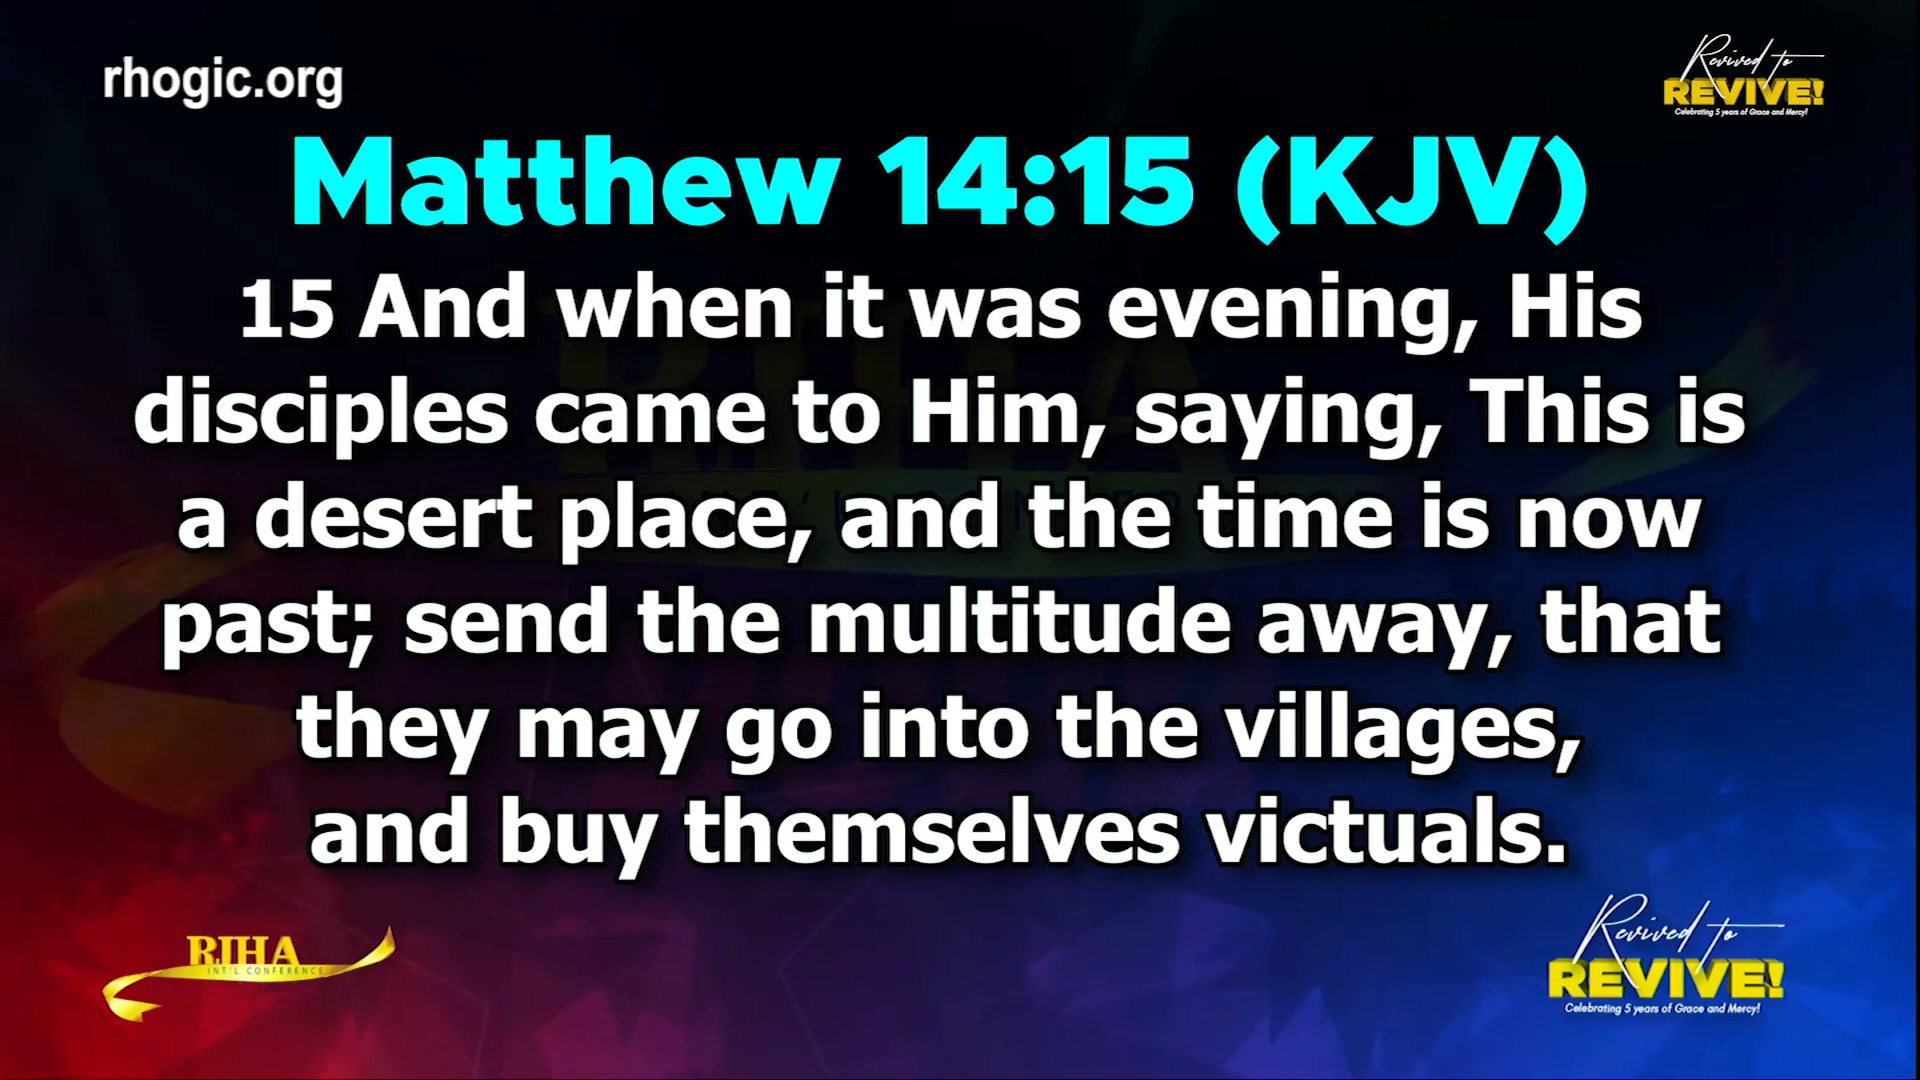 rhogic.org
Revived to
REVIVE!
Celebrating 5 years of Grace and Mercy!
Matthew 14:15 (KJV)
15 And when it was evening, His
disciples came to Him, saying, This is
a desert place, and the time is now
past; send the multitude away, that
they may go into the villages,
and buy themselves victuals.
RIHA
INT'L CONFERENCE
Revived to
REVIVE!
Celebrating 5 years of Grace and Mercy!